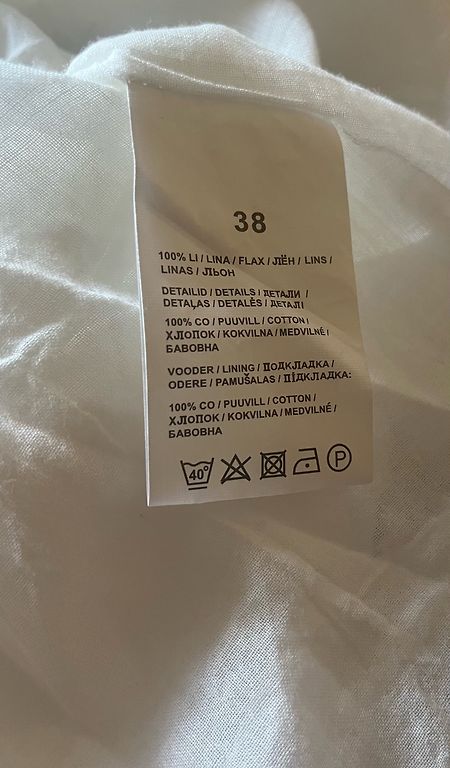 38
100% LI / LINA / FLAX / ЛЁН / LINS /
LINAS / ЛЬОН
DETAILID / DETAILS / ДЕТАЛИ /
DETAĻAS / DETALĖS / ДЕТАЛІ
100% CO / PUUVILL / COTTON /
ХЛОПОК / KOKVILNA / MEDVILNĖ /
БАВОВНА
VOODER / LINING / ПОДКЛАДКА /
ODERE / PAMUŠALAS / ПІДКЛАДКА:
100% CO / PUUVILL / COTTON /
ХЛОПОК / KOKVILNA / MEDVILNĖ /
БАВОВНА
40° P